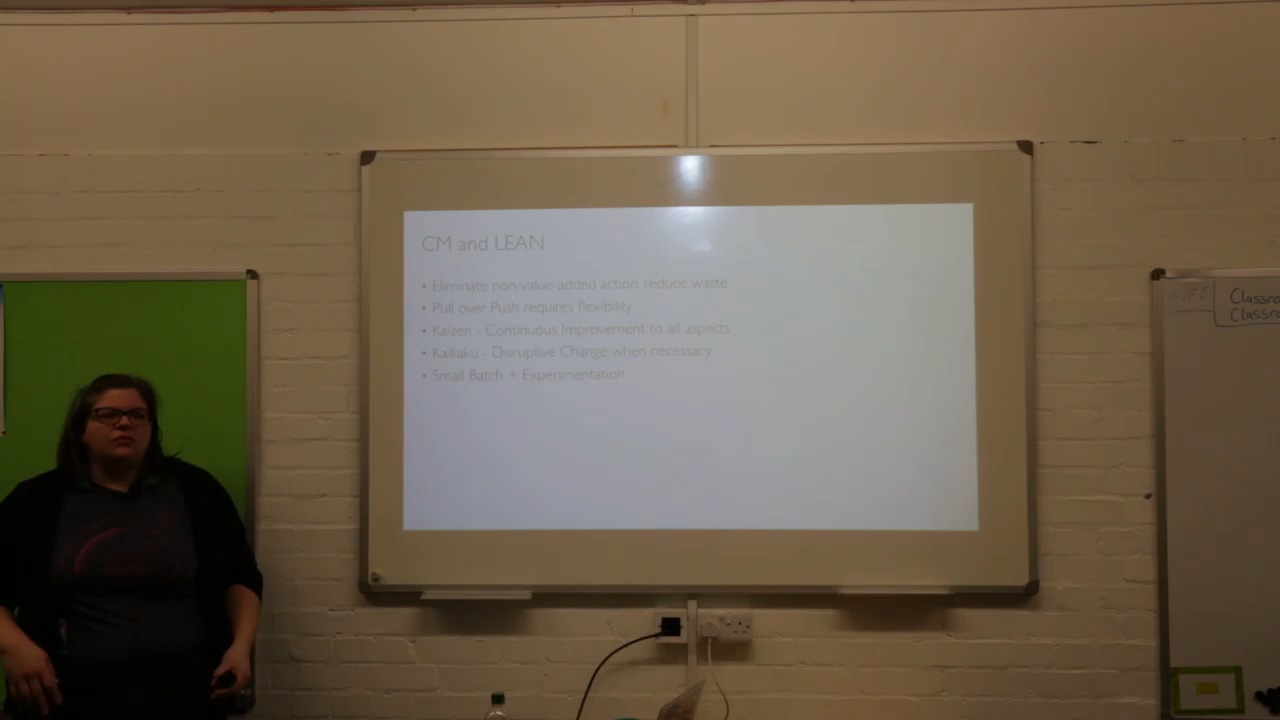 CM and LEAN
• Eliminate non-value-added action, reduce waste
• Pull over Push requires flexibility
• Kaizen - Continuous Improvement to all aspects
• Kaikaku - Disruptive Change when necessary
• Small Batch + Experimentation
WIFI
Classro
Classro